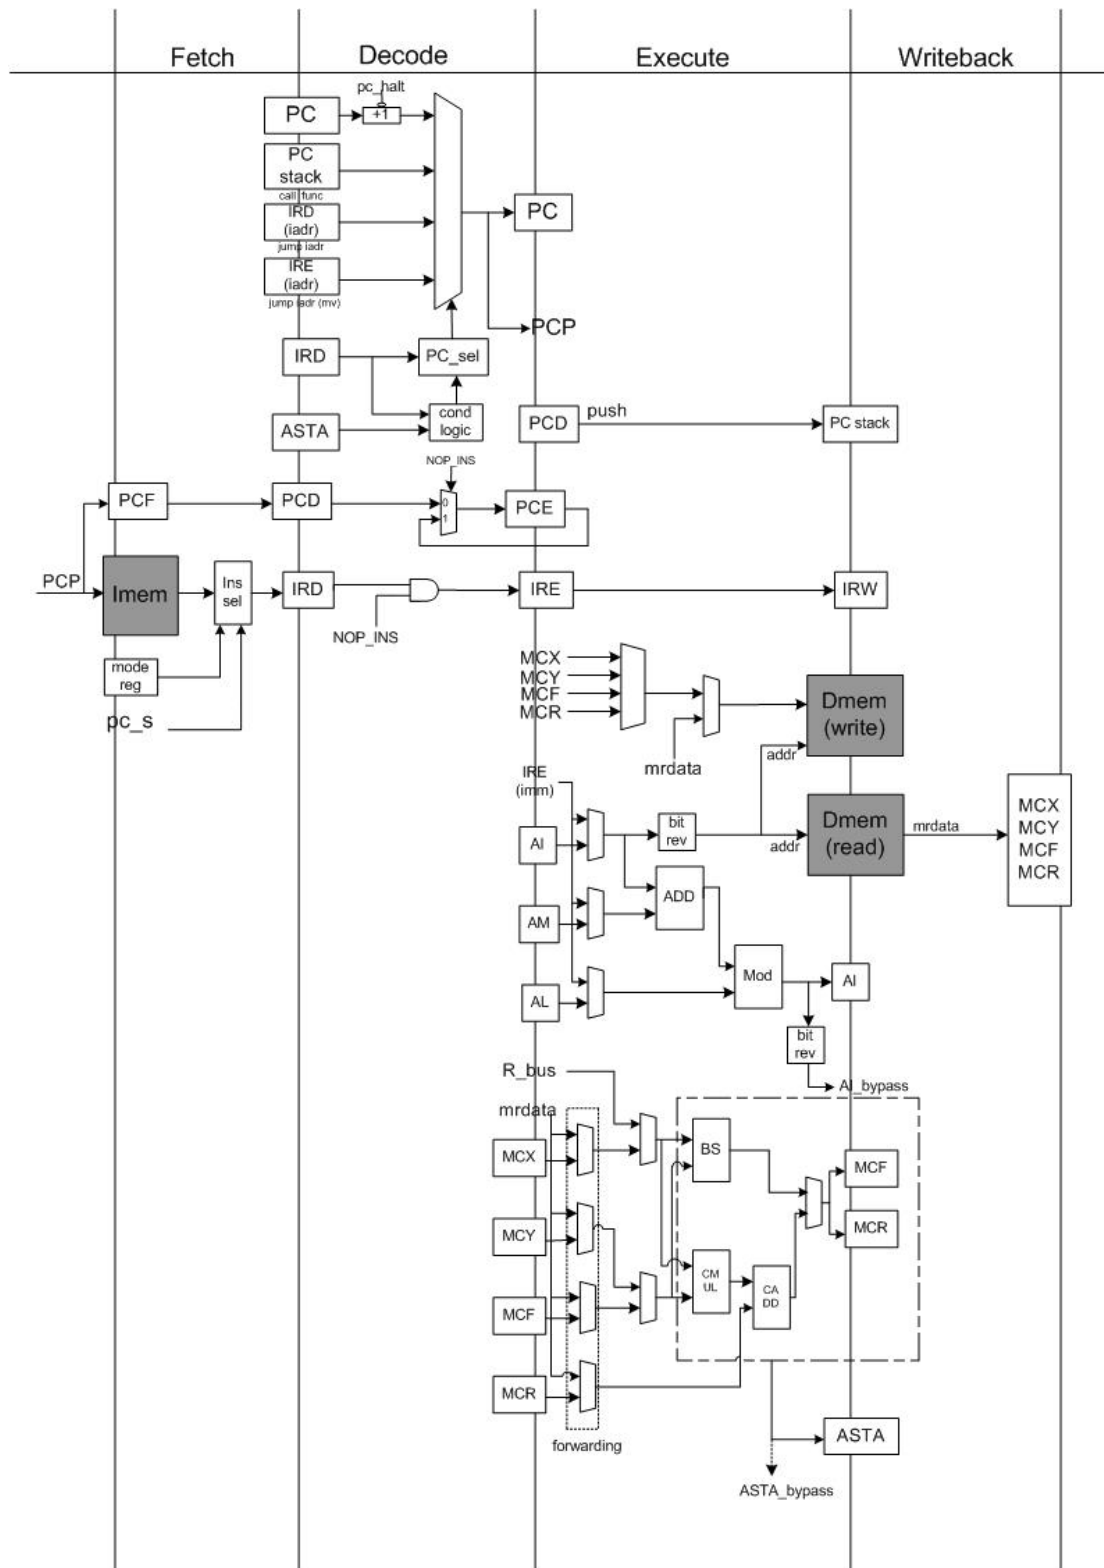 Fetch
Decode
Execute
Writeback
pc_halt
PC
+1
PC
stack
call func
IRD
(iadr)
jump iadr
IRE
(iadr)
jump iadr (mv)
PC
PCP
IRD
PC_sel
ASTA
cond
logic
PCD
push
PC stack
NOP_INS
PCF
PCD
0
1
PCE
PCP
Imem
Ins
sel
IRD
NOP_INS
IRE
IRW
mode
reg
pc_s
MCX
MCY
MCF
MCR
mrdata
Dmem
(write)
addr
IRE
(imm)
AI
bit
rev
addr
Dmem
(read)
mrdata
MCX
MCY
MCF
MCR
AM
ADD
AL
Mod
AI
bit
rev
AI_bypass
R_bus
mrdata
MCX
BS
MCF
MCR
MCY
CM
UL
CA
DD
MCF
MCR
forwarding
ASTA
ASTA_bypass